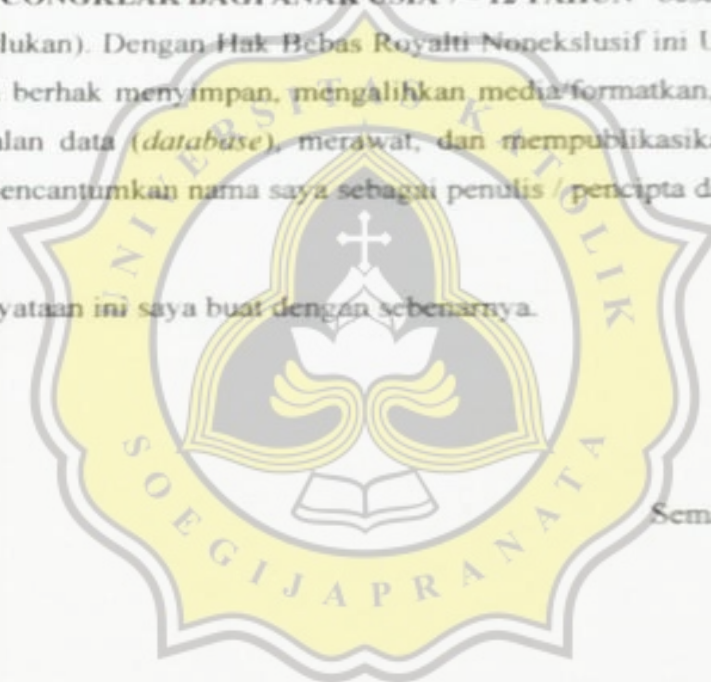 CONGKLAK BAGI ANAK USIA 7 - 12 TAHUN
lukan). Dengan Hak Bebas Royalti Nonekslusif ini U
berhak menyimpan, mengalihkan media/formatkan,
lan data (database), merawat, dan mempublikasika
encantumkan nama saya sebagai penulis / pencipta d
yataan ini saya buat dengan sebenarnya.
Sem
UNIVERSITAS KATOLIK
SOEGIJAPRANATA